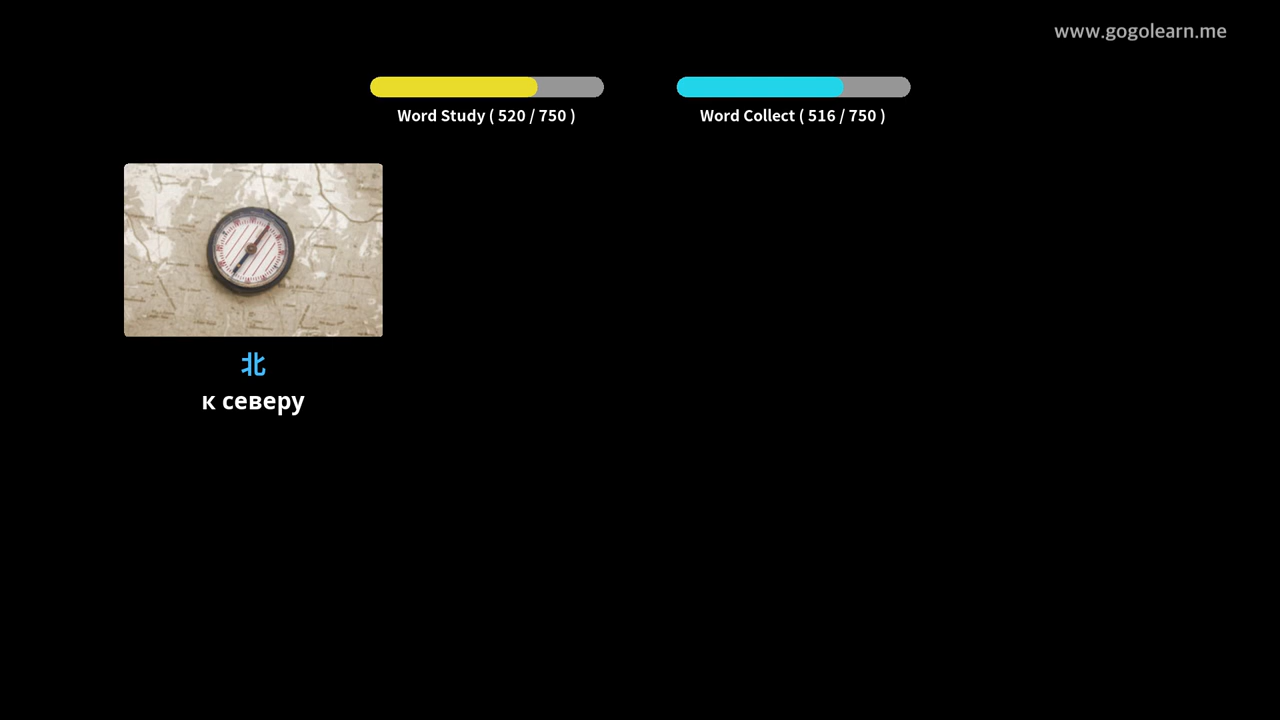 www.gogolearn.me
Word Study ( 520 / 750 )
Word Collect ( 516 / 750 )
北
к северу